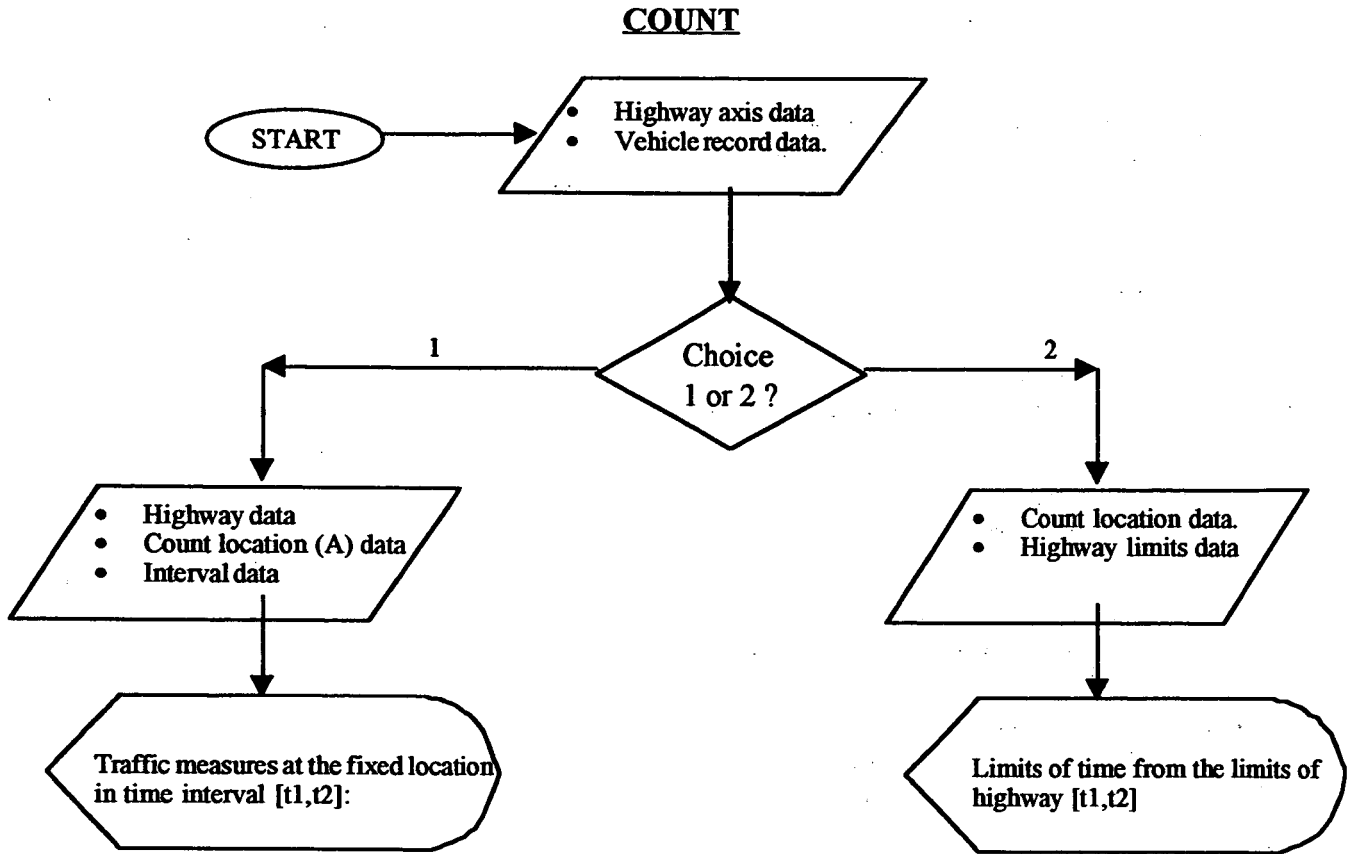 COUNT
START
• Highway axis data
• Vehicle record data.
Choice
1 or 2 ?
1
2
• Highway data
• Count location (A) data
• Interval data
• Count location data.
• Highway limits data
Traffic measures at the fixed location
in time interval [t1,t2]:
Limits of time from the limits of
highway [t1,t2]